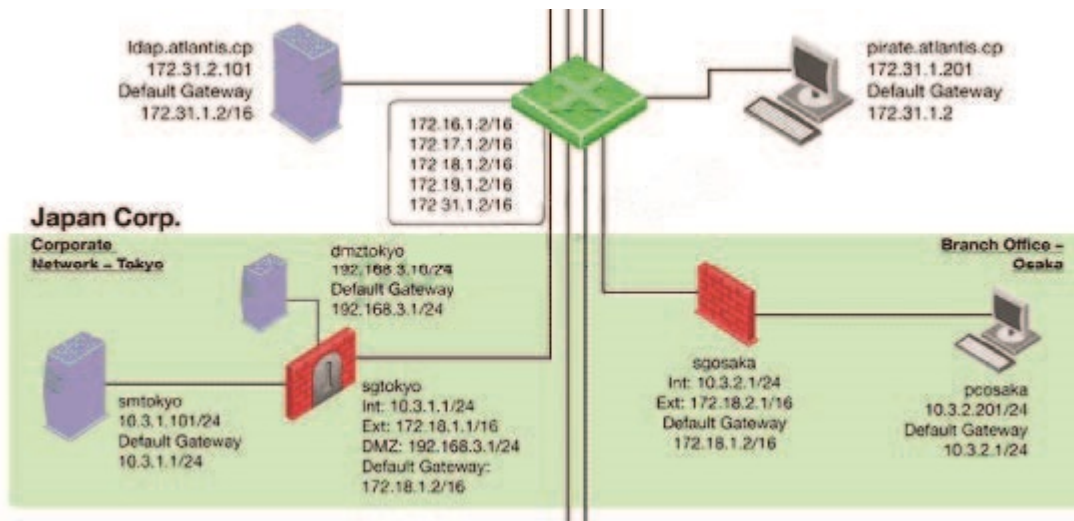 ldap.atlantis.cp
172.31.2.101
Default Gateway
172.31.1.2/16
pirate.atlantis.cp
172.31.1.201
Default Gateway
172.31.1.2
172.16.1.2/16
172.17.1.2/16
172 18.1.2/16
172.19.1.2/16
172 31.1.2/16
Japan Corp.
Corporate
Network – Tokyo
dmztokyo
192.168.3.10/24
Default Gateway
192.168.3.1/24
Branch Office –
Osaka
smtokyo
10.3.1.101/24
Default Gateway
10.3.1.1/24
sgtokyo
Int: 10.3.1.1/24
Ext: 172.18.1.1/16
DMZ: 192.168.3.1/24
Default Gateway:
172.18.1.2/16
sgosaka
Int: 10.3.2.1/24
Ext: 172.18.2.1/16
Default Gateway
172.18.1.2/16
pcosaka
10.3.2.201/24
Default Gateway
10.3.2.1/24